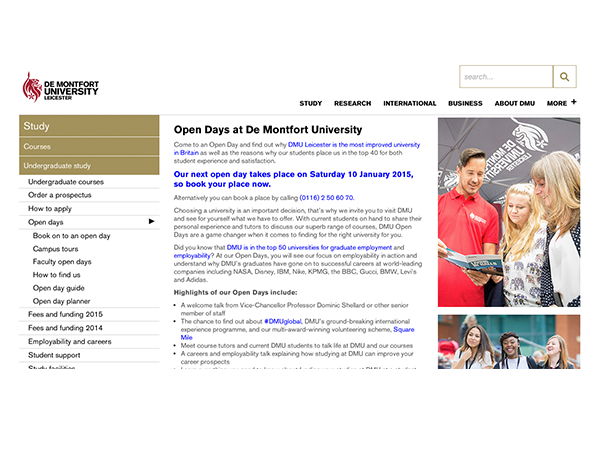 DE MONTFORT
UNIVERSITY
LEICESTER
search...
STUDY RESEARCH INTERNATIONAL BUSINESS ABOUT DMU MORE +
Study
Courses
Undergraduate study
Undergraduate courses
Order a prospectus
How to apply
Open days
Book on to an open day
Campus tours
Faculty open days
How to find us
Open day guide
Open day planner
Fees and funding 2015
Fees and funding 2014
Employability and careers
Student support
Study facilities
Open Days at De Montfort University
Come to an Open Day and find out why DMU Leicester is the most improved university
in Britain as well as the reasons why our students place us in the top 40 for both
student experience and satisfaction.
Our next open day takes place on Saturday 10 January 2015,
so book your place now.
Alternatively you can book a place by calling (0116) 2 50 60 70.
Choosing a university is an important decision, that's why we invite you to visit DMU
and see for yourself what we have to offer. With current students on hand to share their
personal experience and tutors to discuss our superb range of courses, DMU Open
Days are a game changer when it comes to finding the right university for you.
Did you know that DMU is in the top 50 universities for graduate employment and
employability? At our Open Days, you will see our focus on employability in action and
understand why DMU's graduates have gone on to successful careers at world-leading
companies including NASA, Disney, IBM, Nike, KPMG, the BBC, Gucci, BMW, Levi's
and Adidas.
Highlights of our Open Days include:
• A welcome talk from Vice-Chancellor Professor Dominic Shellard or other senior
member of staff
• The chance to find out about #DMUglobal, DMU's ground-breaking international
experience programme, and our multi-award-winning volunteering scheme, Square
Mile
• Meet course tutors and current DMU students to talk life at DMU and our courses
• A careers and employability talk explaining how studying at DMU can improve your
career prospects
DE MONTFORT
UNIVERSITY